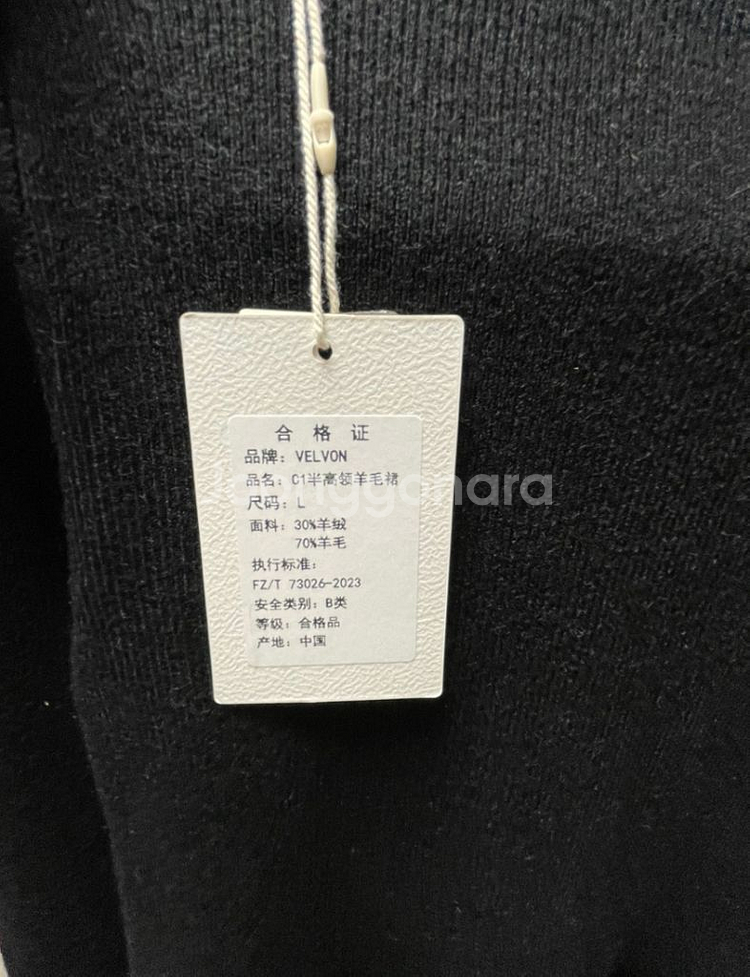 合 格 证
品牌：VELVON
品名：C1半高领羊毛裙
尺码：L
面料：30%羊绒
70%羊毛
执行标准：
FZ/T 73026-2023
安全类别：B类
等级：合格品
产地：中国
joonggonara